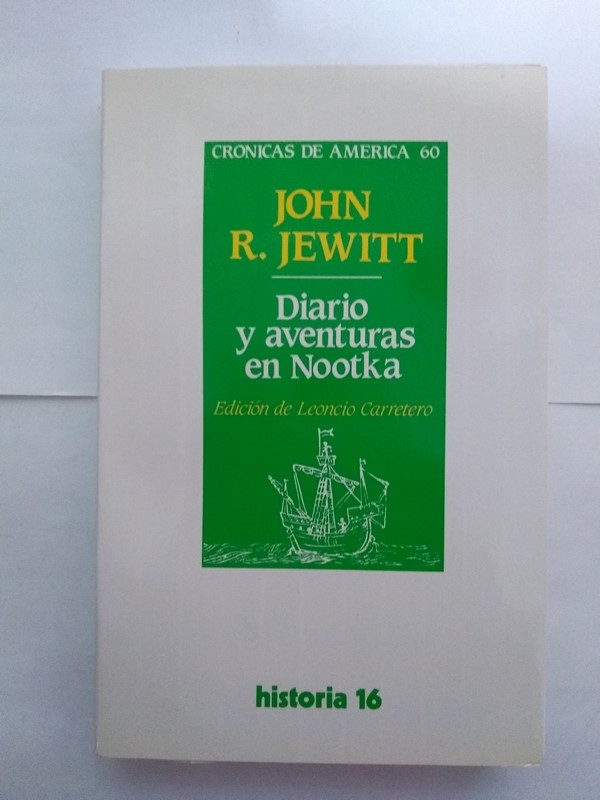 CRONICAS DE AMERICA 60
JOHN
R. JEWITT
Diario
y aventuras
en Nootka
Edición de Leoncio Carretero
historia 16